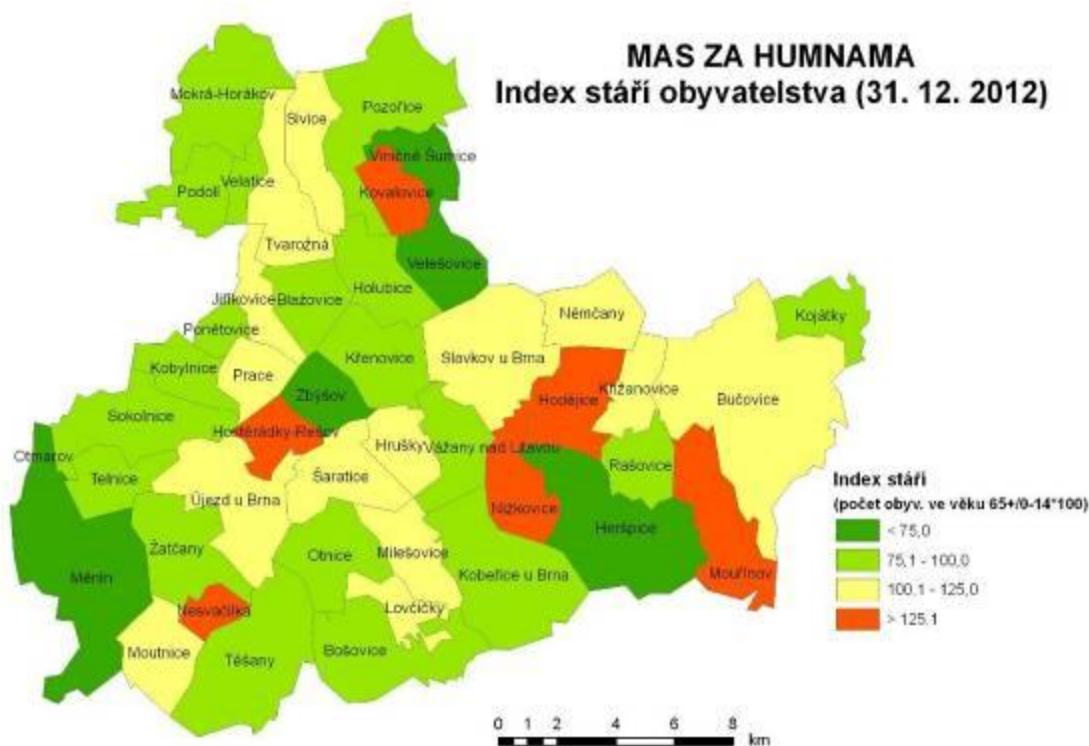 MAS ZA HUMNAMA
Index stáří obyvatelstva (31. 12. 2012)
Mokrá-Horákov
Sivice
Pozořice
Viničné Šumice
Kovalovice
Podolí
Velatice
Tvarožná
Velešovice
Holubice
Jiříkovice
Blažovice
Ponětovice
Němčany
Kojátky
Slavkov u Brna
Křenovice
Kobylnice
Prace
Zbýšov
Hodějice
Křižanovice
Bučovice
Sokolnice
Hostěrádky-Rešov
Hrušky
Vážany nad Litavou
Otmarov
Telnice
Šaratice
Rašovice
Újezd u Brna
Nížkovice
Heršpice
Žatčany
Otnice
Milešovice
Kobeřice u Brna
Mouřínov
Měnín
Nesvačilka
Lovčičky
Moutnice
Těšany
Bošovice
Index stáří
(počet obyv. ve věku 65+/0-14*100)
< 75,0
75,1 - 100,0
100,1 - 125,0
> 125,1
0 1 2 4 6 8
km